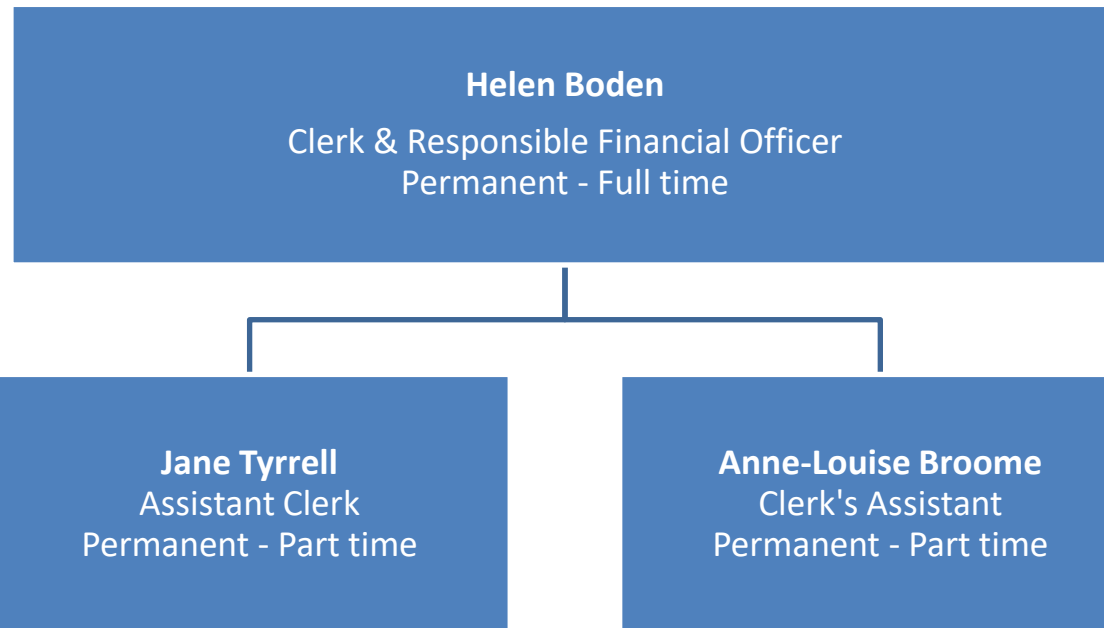 Helen Boden
Clerk & Responsible Financial Officer
Permanent - Full time
Jane Tyrrell
Assistant Clerk
Permanent - Part time
Anne-Louise Broome
Clerk's Assistant
Permanent - Part time